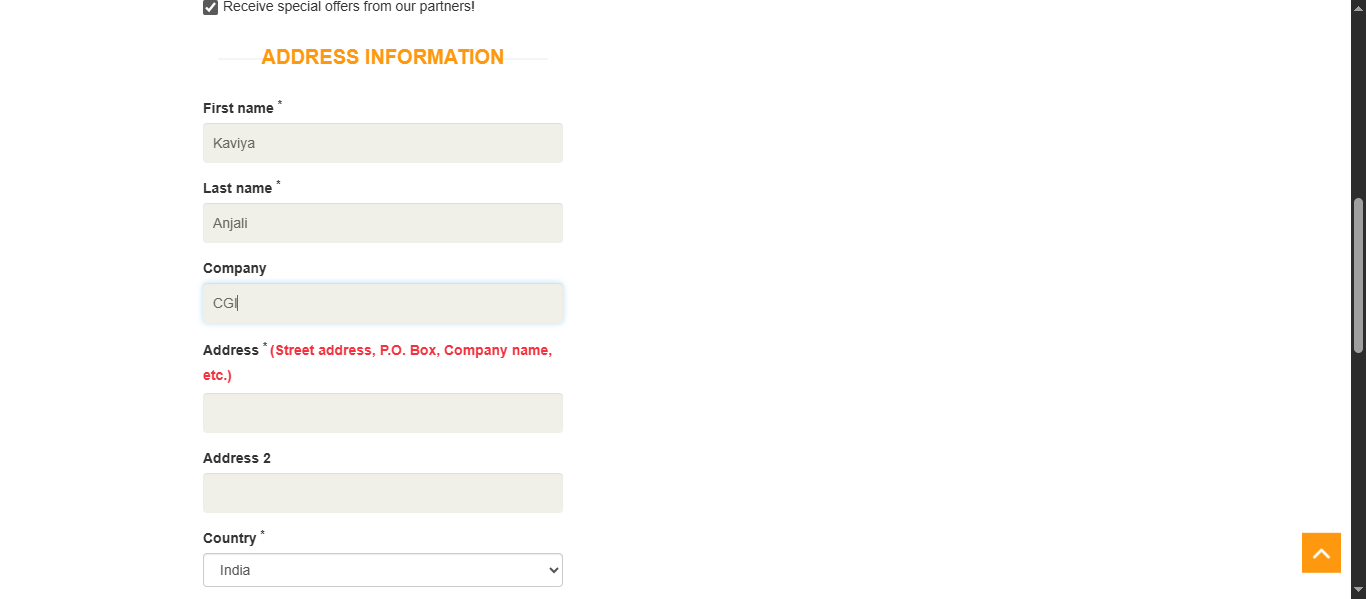 Receive special offers from our partners!
ADDRESS INFORMATION
First name *
Kaviya
Last name *
Anjali
Company
CGI
Address * (Street address, P.O. Box, Company name,
etc.)
Address 2
Country *
India